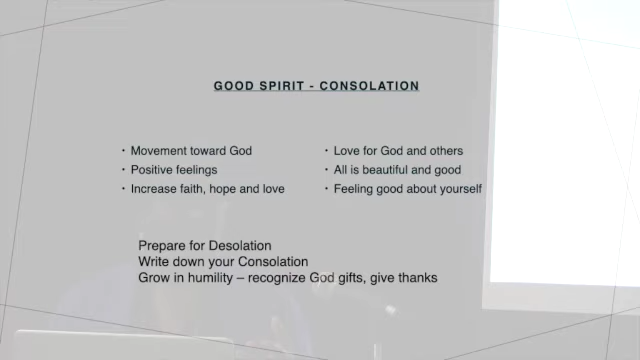 GOOD SPIRIT - CONSOLATION
• Movement toward God
• Positive feelings
• Increase faith, hope and love
• Love for God and others
• All is beautiful and good
• Feeling good about yourself
Prepare for Desolation
Write down your Consolation
Grow in humility – recognize God gifts, give thanks